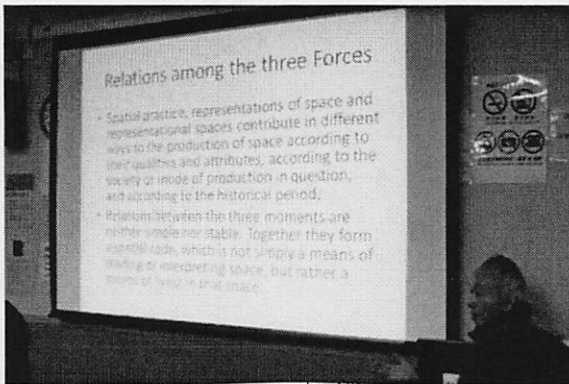 Relations among the three Forces
• Spatial practice, representations of space and
representational spaces contribute in different
ways to the production of space according to
their qualities and attributes, according to the
society or mode of production in question,
and according to the historical period.
• Relations between the three moments are
neither simple nor stable. Together they form
essential code, which is not simply a means of
reading or interpreting space, but rather a
means of living in that space